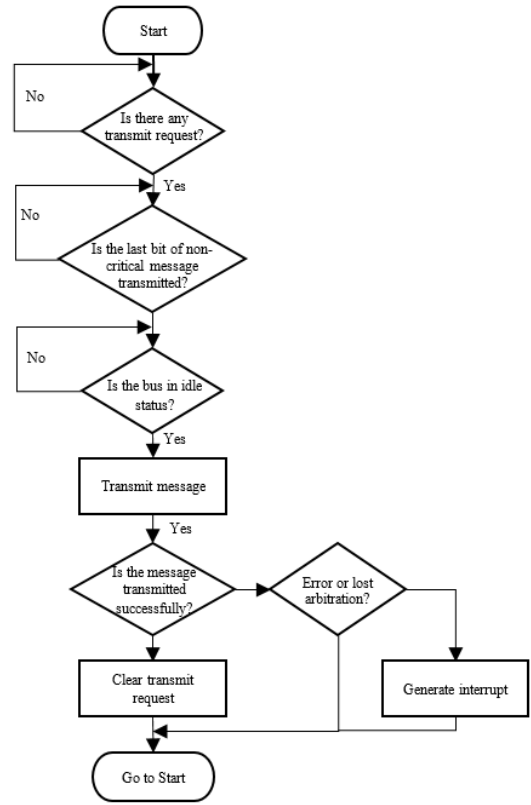 Start
No
Is there any
transmit request?
Yes
No
Is the last bit of non-
critical message
transmitted?
No
Is the bus in idle
status?
Yes
Transmit message
Yes
Is the message
transmitted
successfully?
Error or lost
arbitration?
Clear transmit
request
Generate interrupt
Go to Start